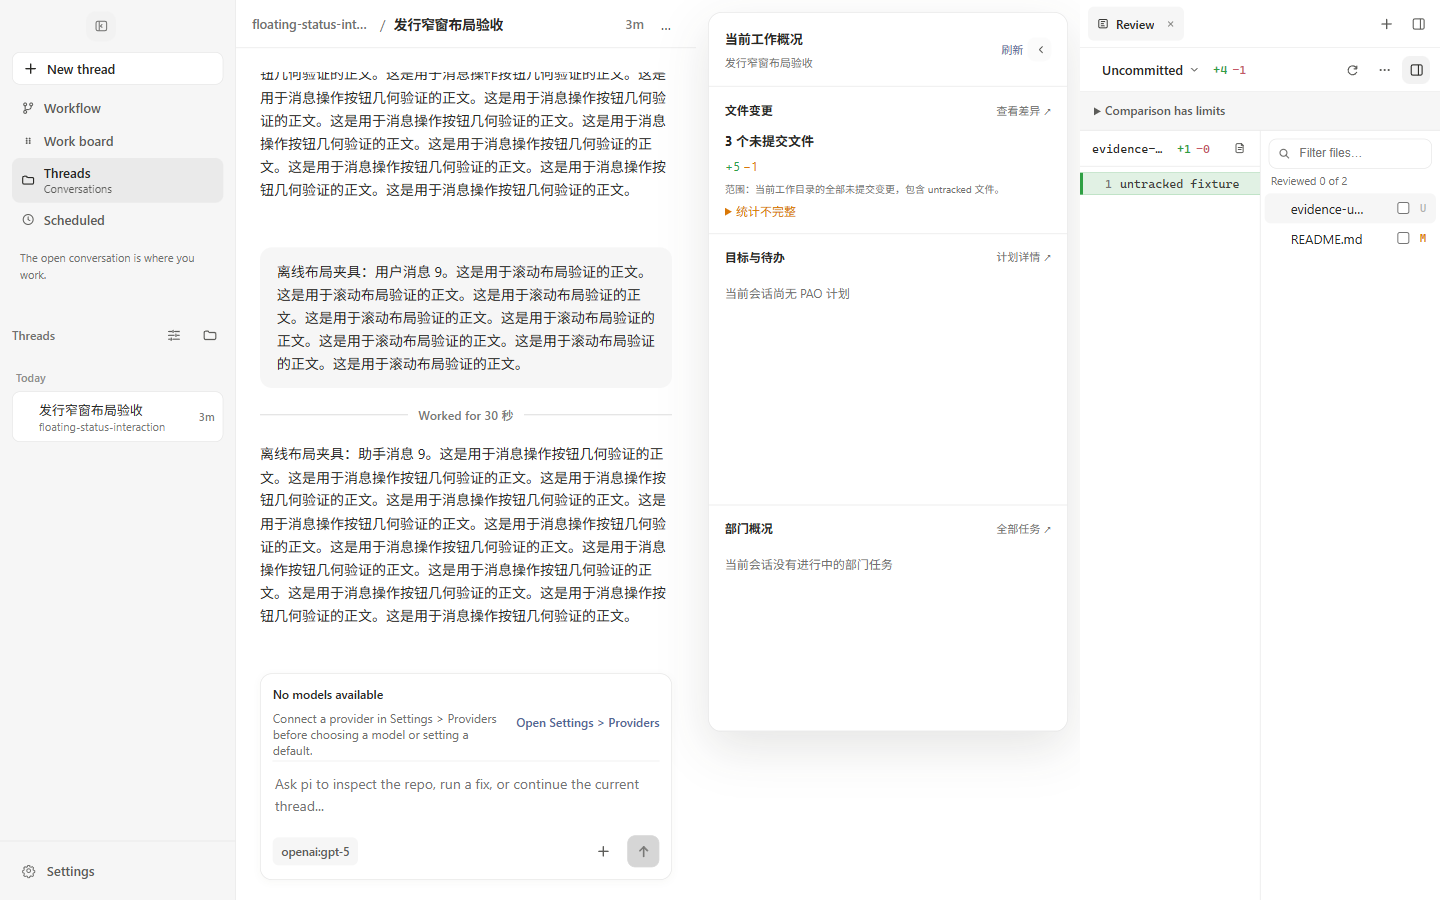 New thread
Workflow
Work board
Threads
Conversations
Scheduled
The open conversation is where you
work.
Threads
Today
发行窄窗布局验收
floating-status-interaction
3m
Settings
floating-status-int... / 发行窄窗布局验收 3m ...
钮几何验证的正文。这是用于消息操作按钮几何验证的正文。这是
用于消息操作按钮几何验证的正文。这是用于消息操作按钮几何验
证的正文。这是用于消息操作按钮几何验证的正文。这是用于消息
操作按钮几何验证的正文。这是用于消息操作按钮几何验证的正
文。这是用于消息操作按钮几何验证的正文。这是用于消息操作按
钮几何验证的正文。这是用于消息操作按钮几何验证的正文。
离线布局夹具：用户消息 9。这是用于滚动布局验证的正文。
这是用于滚动布局验证的正文。这是用于滚动布局验证的正
文。这是用于滚动布局验证的正文。这是用于滚动布局验证的
正文。这是用于滚动布局验证的正文。这是用于滚动布局验证
的正文。这是用于滚动布局验证的正文。
Worked for 30 秒
离线布局夹具：助手消息 9。这是用于消息操作按钮几何验证的正
文。这是用于消息操作按钮几何验证的正文。这是用于消息操作按
钮几何验证的正文。这是用于消息操作按钮几何验证的正文。这是
用于消息操作按钮几何验证的正文。这是用于消息操作按钮几何验
证的正文。这是用于消息操作按钮几何验证的正文。这是用于消息
操作按钮几何验证的正文。这是用于消息操作按钮几何验证的正
文。这是用于消息操作按钮几何验证的正文。这是用于消息操作按
钮几何验证的正文。这是用于消息操作按钮几何验证的正文。
No models available
Connect a provider in Settings > Providers
before choosing a model or setting a
default.
Open Settings > Providers
Ask pi to inspect the repo, run a fix, or continue the current
thread...
openai:gpt-5
当前工作概况
发行窄窗布局验收
刷新
文件变更
查看差异 ↗
3 个未提交文件
+5 −1
范围：当前工作目录的全部未提交变更，包含 untracked 文件。
▶ 统计不完整
目标与待办
计划详情 ↗
当前会话尚无 PAO 计划
部门概况
全部任务 ↗
当前会话没有进行中的部门任务
Review ×
Uncommitted +4 −1
▶ Comparison has limits
evidence-… +1 −0
1 untracked fixture
Filter files…
Reviewed 0 of 2
evidence-u... U
README.md M